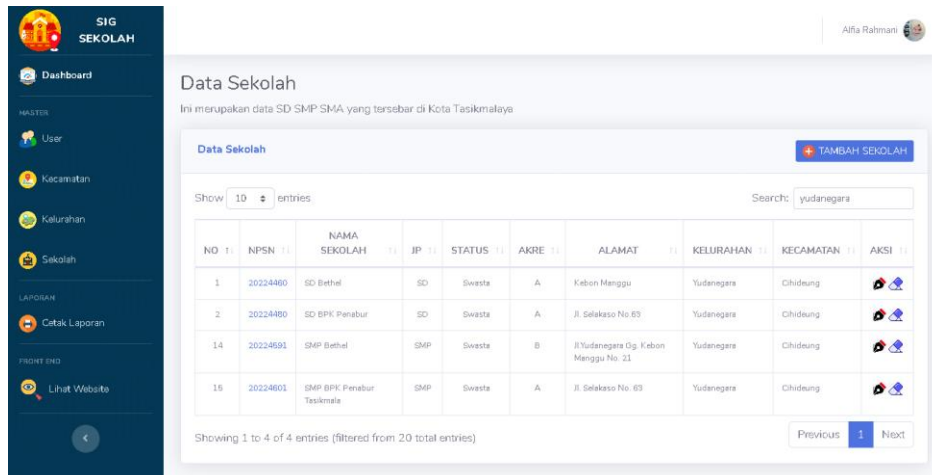 SIG
SEKOLAH
Alfia Rahmani
Dashboard
MASTER
User
Kecamatan
Kelurahan
Sekolah
LAPORAN
Cetak Laporan
FRONT END
Lihat Website
Data Sekolah
Ini merupakan data SD SMP SMA yang tersebar di Kota Tasikmalaya
Data Sekolah
TAMBAH SEKOLAH
Show 10 entries
Search: yudanegara
NO NPSN NAMA SEKOLAH JP STATUS AKRE ALAMAT KELURAHAN KECAMATAN AKSI
1 20224460 SD Bethel SD Swasta A Kebon Manggu Yudanegara Cihideung
2 20224480 SD BPK Penabur SD Swasta A Jl. Selakaso No.69 Yudanegara Cihideung
14 20224591 SMP Bethel SMP Swasta B Jl.Yudanegara Gg. Kebon Manggu No. 21 Yudanegara Cihideung
15 20224601 SMP BPK Penabur Tasikmala SMP Swasta A Jl. Selakaso No. 69 Yudanegara Cihideung
Showing 1 to 4 of 4 entries (filtered from 20 total entries)
Previous 1 Next